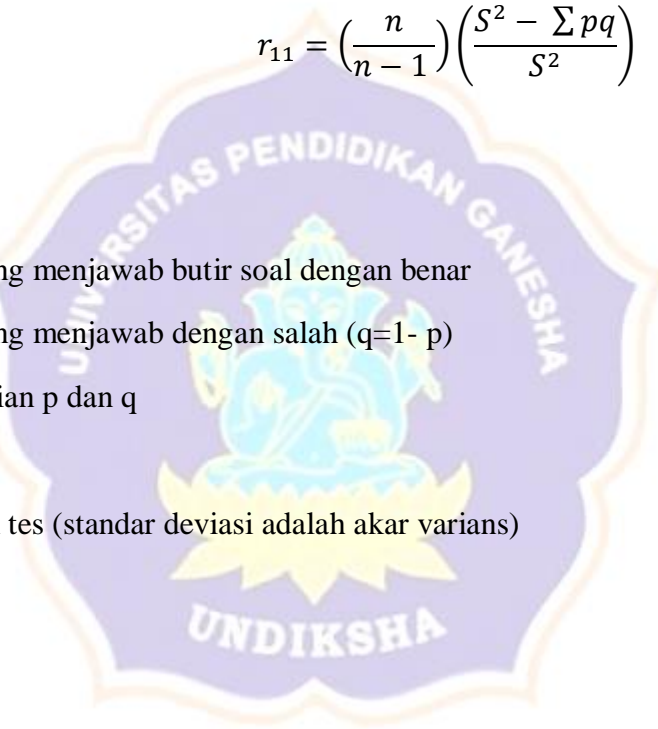 r₁₁ = (n / (n − 1)) ((S² − ∑ pq) / S²)
UNIVERSITAS PENDIDIKAN GANESHA
ng menjawab butir soal dengan benar
ng menjawab dengan salah (q=1- p)
ian p dan q
tes (standar deviasi adalah akar varians)
UNDIKSHA